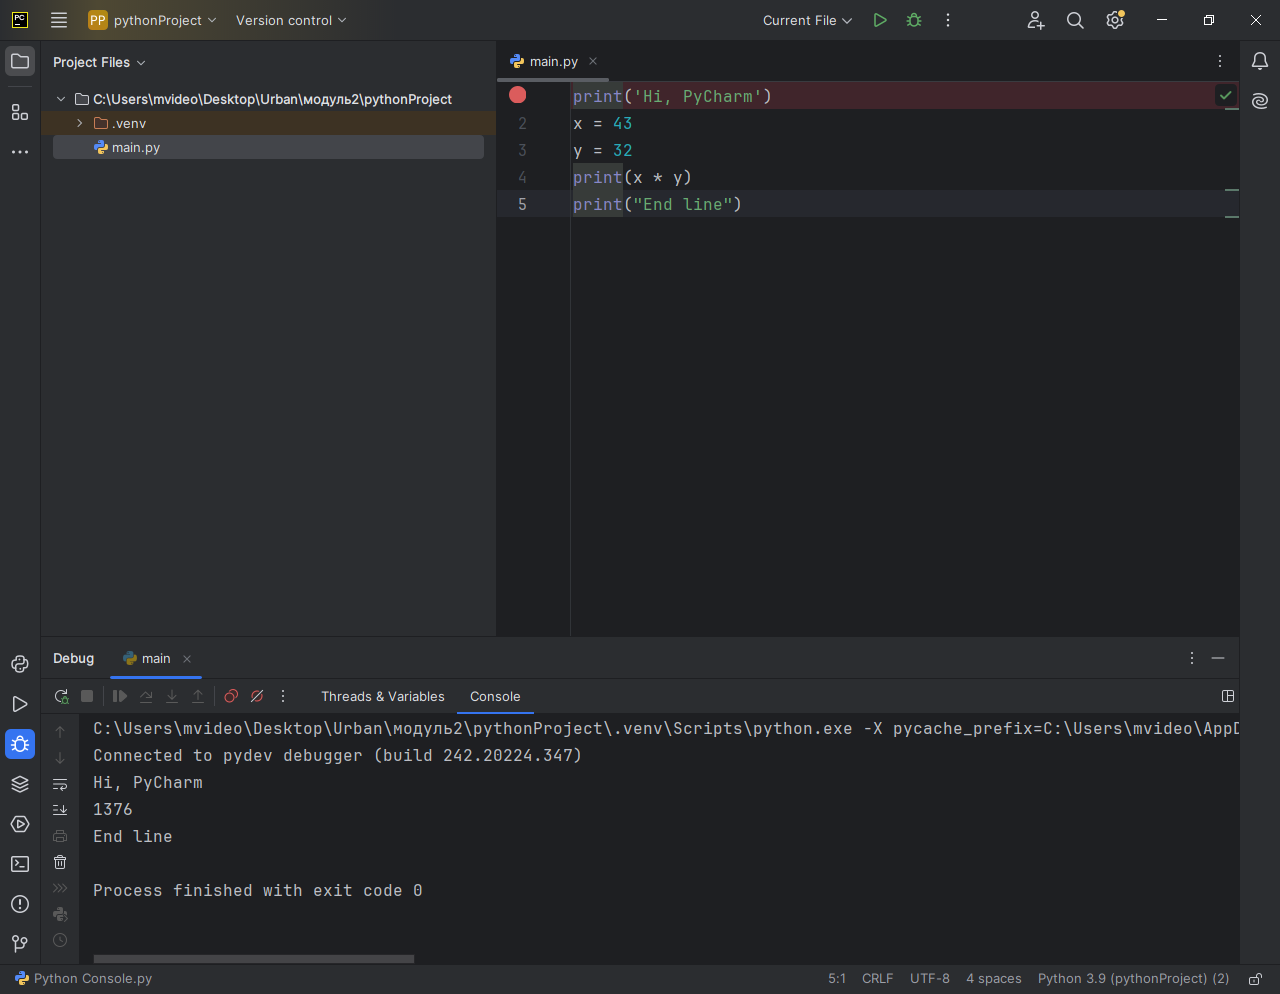 PC
PP pythonProject Version control Current File
Project Files
C:\Users\mvideo\Desktop\Urban\модуль2\pythonProject
.venv
main.py
main.py
print('Hi, PyCharm')
2 x = 43
3 y = 32
4 print(x * y)
5 print("End line")
Debug main
Threads & Variables Console
C:\Users\mvideo\Desktop\Urban\модуль2\pythonProject\.venv\Scripts\python.exe -X pycache_prefix=C:\Users\mvideo\AppD
Connected to pydev debugger (build 242.20224.347)
Hi, PyCharm
1376
End line
Process finished with exit code 0
Python Console.py 5:1 CRLF UTF-8 4 spaces Python 3.9 (pythonProject) (2)